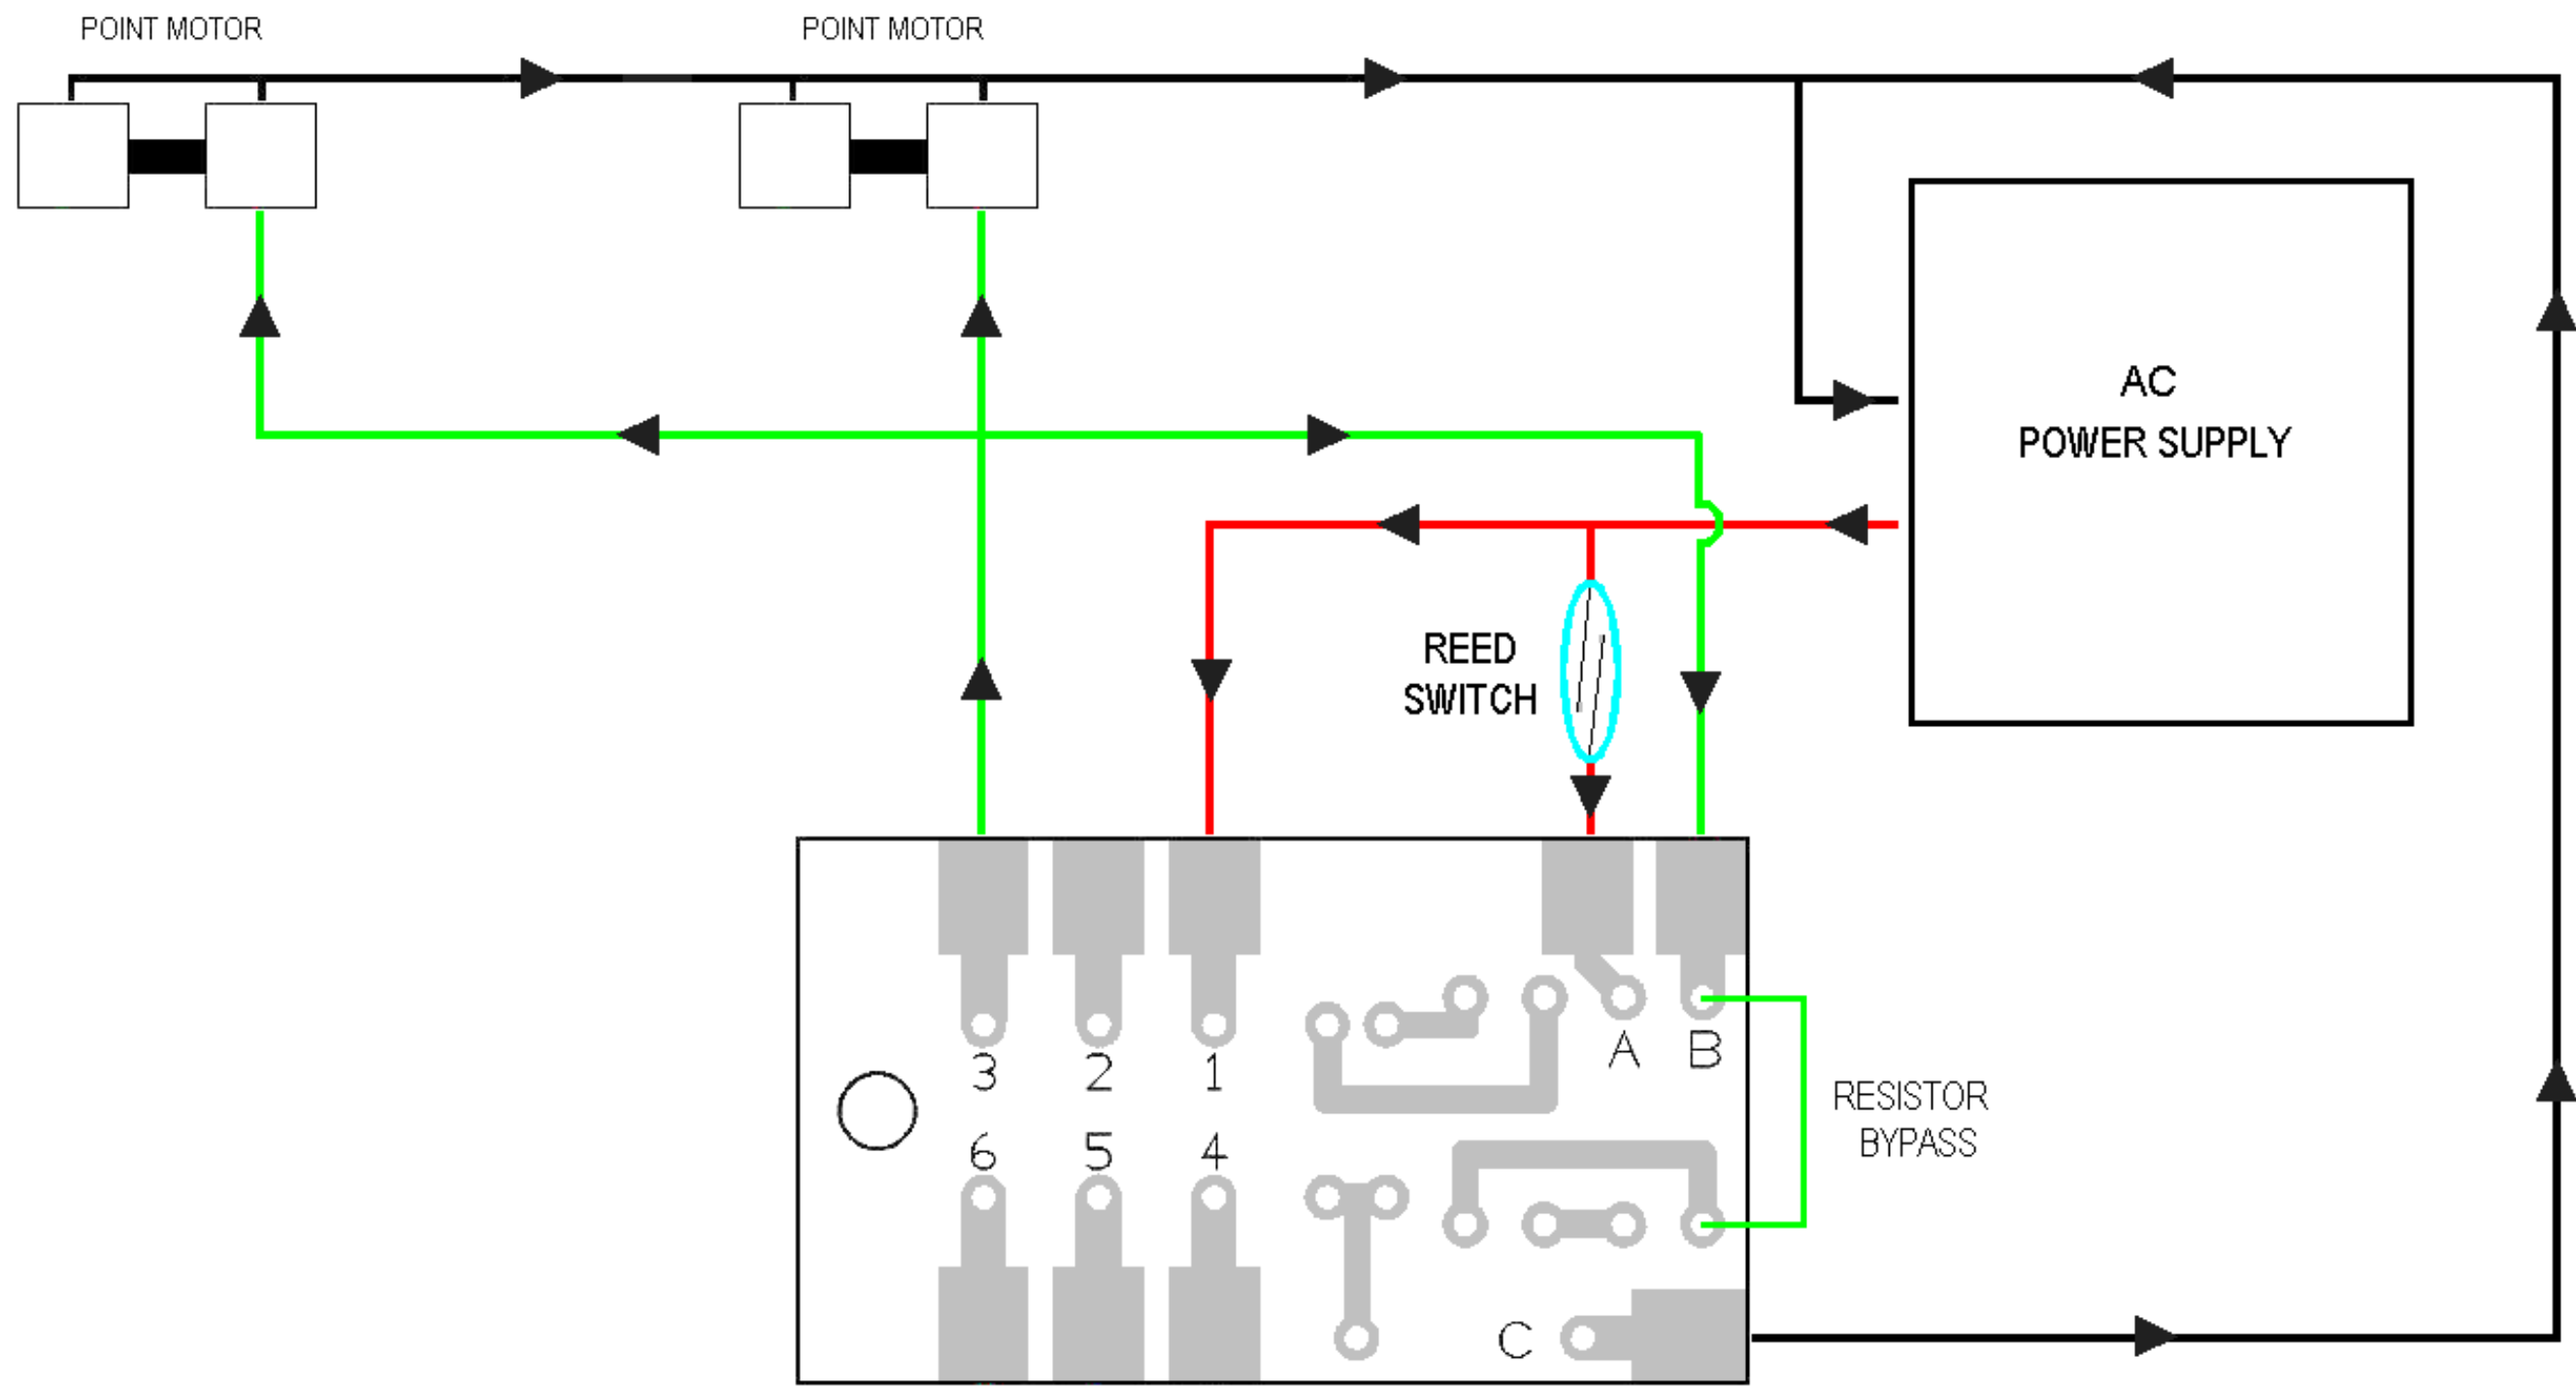 POINT MOTOR
POINT MOTOR
AC
POWER SUPPLY
REED
SWITCH
A B
3 2 1
RESISTOR
BYPASS
6 5 4
C